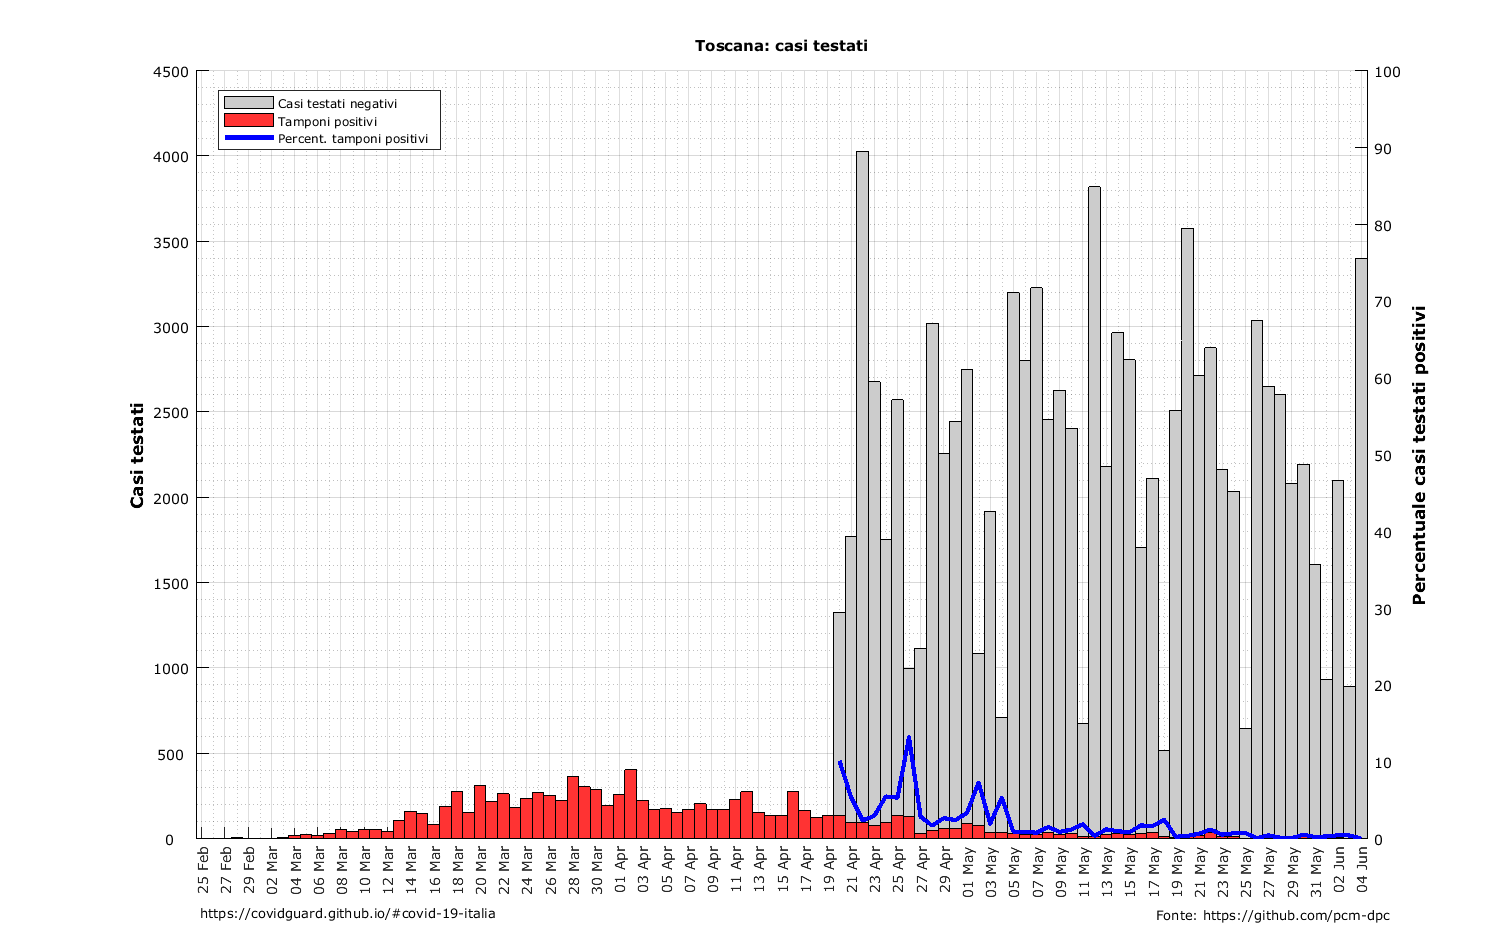 Toscana: casi testati
Casi testati negativi
Tamponi positivi
Percent. tamponi positivi
4500
4000
3500
3000
2500
2000
1500
1000
500
0
Casi testati
100
90
80
70
60
50
40
30
20
10
0
Percentuale casi testati positivi
25 Feb
27 Feb
29 Feb
02 Mar
04 Mar
06 Mar
08 Mar
10 Mar
12 Mar
14 Mar
16 Mar
18 Mar
20 Mar
22 Mar
24 Mar
26 Mar
28 Mar
30 Mar
01 Apr
03 Apr
05 Apr
07 Apr
09 Apr
11 Apr
13 Apr
15 Apr
17 Apr
19 Apr
21 Apr
23 Apr
25 Apr
27 Apr
29 Apr
01 May
03 May
05 May
07 May
09 May
11 May
13 May
15 May
17 May
19 May
21 May
23 May
25 May
27 May
29 May
31 May
02 Jun
04 Jun
https://covidguard.github.io/#covid-19-italia
Fonte: https://github.com/pcm-dpc